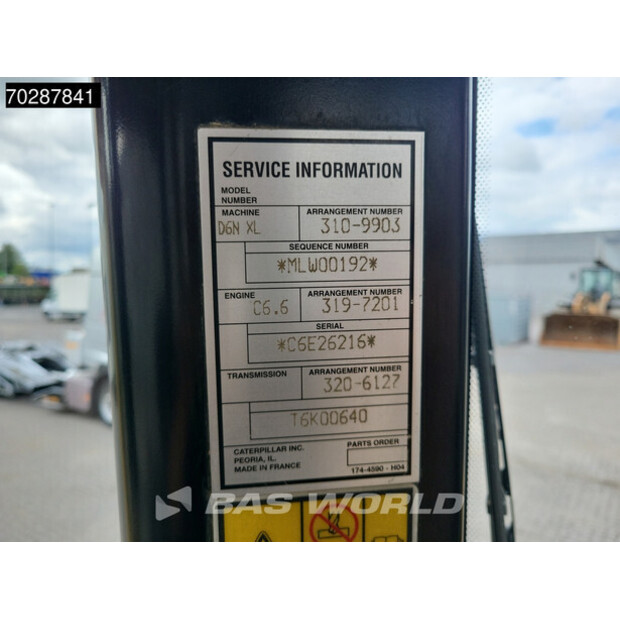 70287841
SERVICE INFORMATION
MODEL
NUMBER
MACHINE ARRANGEMENT NUMBER
D6N XL 310-9903
SEQUENCE NUMBER
*MLW00192*
ENGINE ARRANGEMENT NUMBER
C6.6 319-7201
SERIAL
*C6E26216*
TRANSMISSION ARRANGEMENT NUMBER
320-6127
T6K00640
CATERPILLAR INC.
PEORIA, IL.
MADE IN FRANCE
PARTS ORDER
174-4590 - H04
BAS WORLD